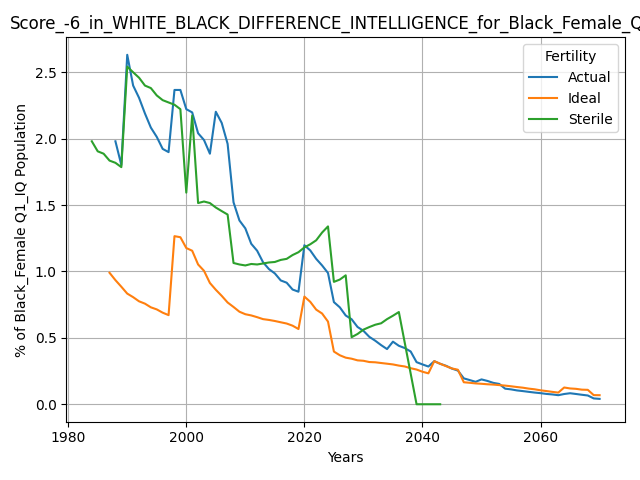 Score_-6_in_WHITE_BLACK_DIFFERENCE_INTELLIGENCE_for_Black_Female_Q
Fertility
Actual
Ideal
Sterile
% of Black_Female Q1_IQ Population
2.5
2.0
1.5
1.0
0.5
0.0
1980 2000 2020 2040 2060
Years